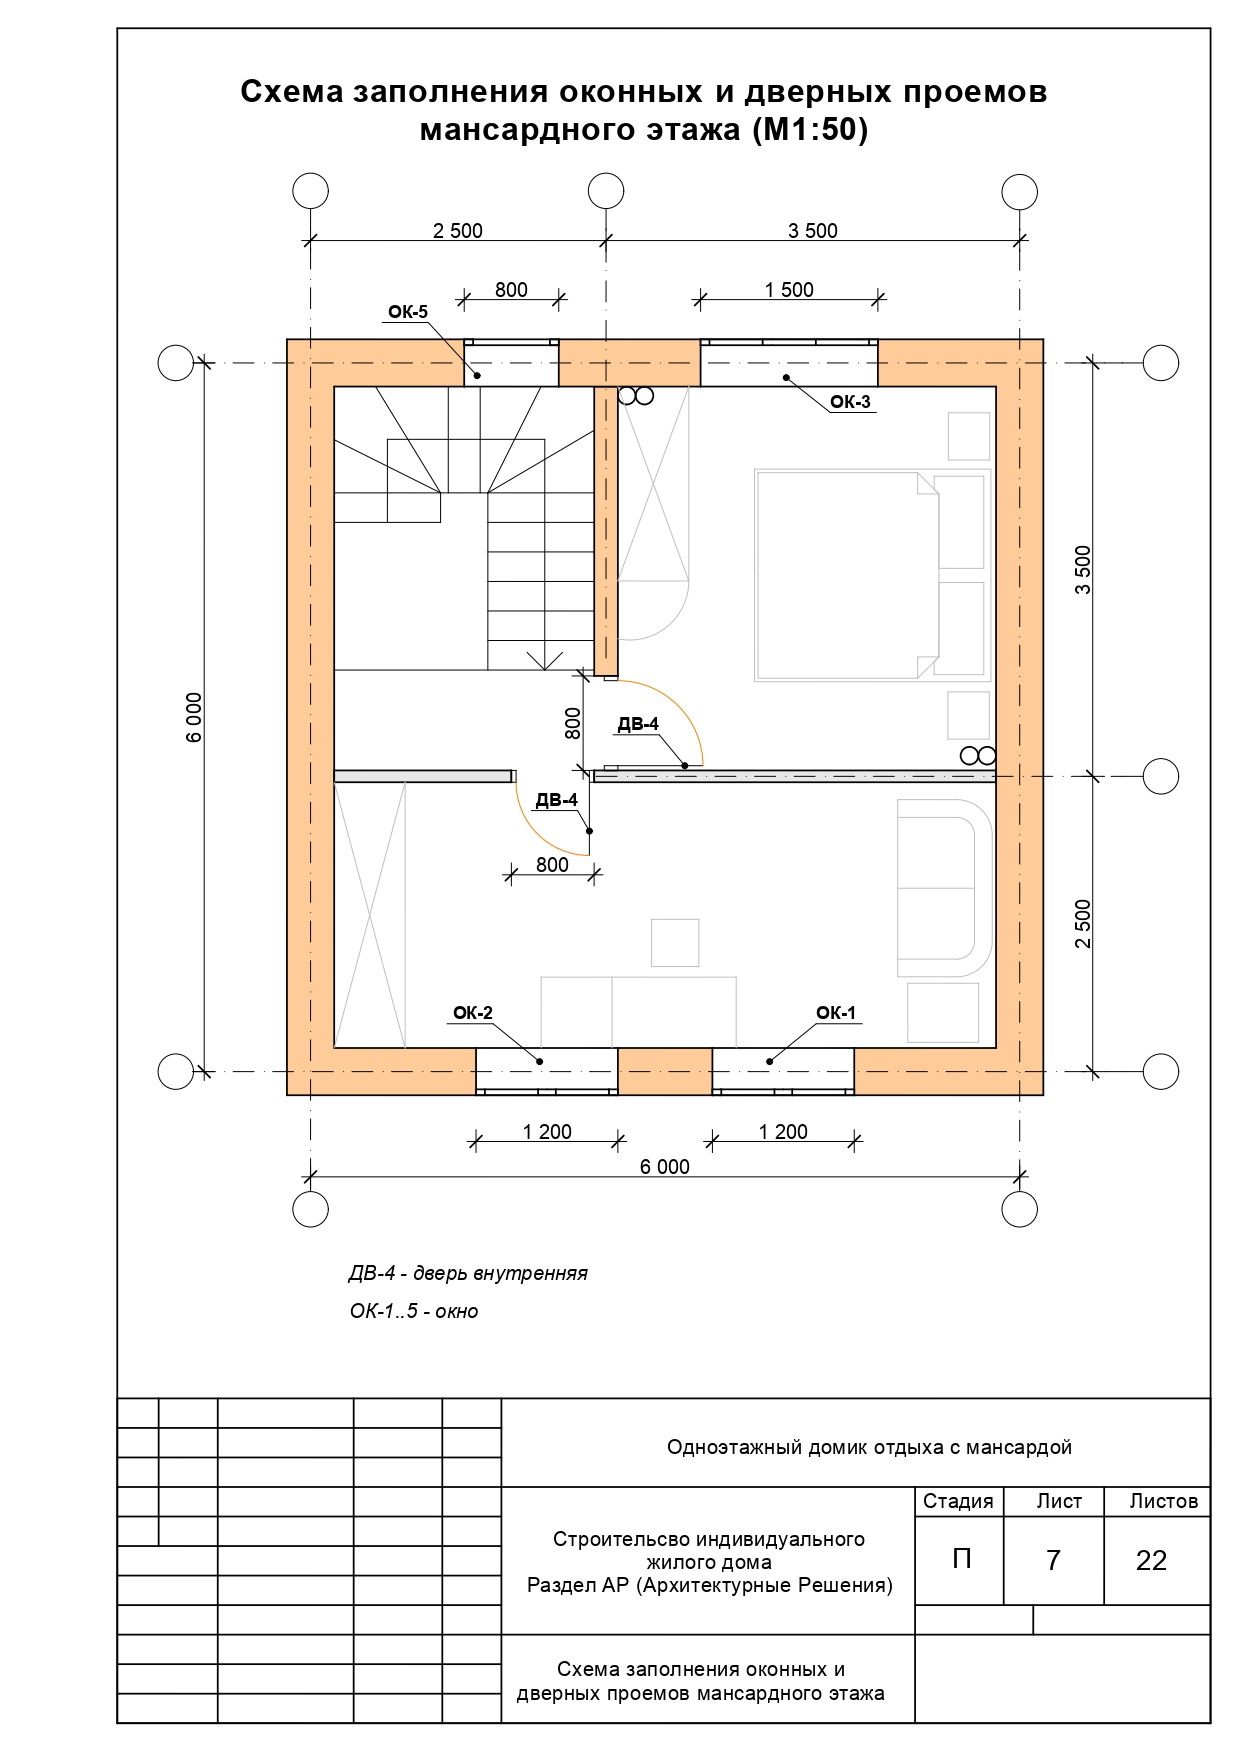 Схема заполнения оконных и дверных проемов
мансардного этажа (М1:50)
2 500
3 500
800
1 500
ОК-5
ОК-3
3 500
6 000
800
ДВ-4
ДВ-4
800
2 500
ОК-2
ОК-1
1 200
1 200
6 000
ДВ-4 - дверь внутренняя
ОК-1..5 - окно
Одноэтажный домик отдыха с мансардой
Стадия
Лист
Листов
Строительсво индивидуального
жилого дома
Раздел АР (Архитектурные Решения)
П
7
22
Схема заполнения оконных и
дверных проемов мансардного этажа